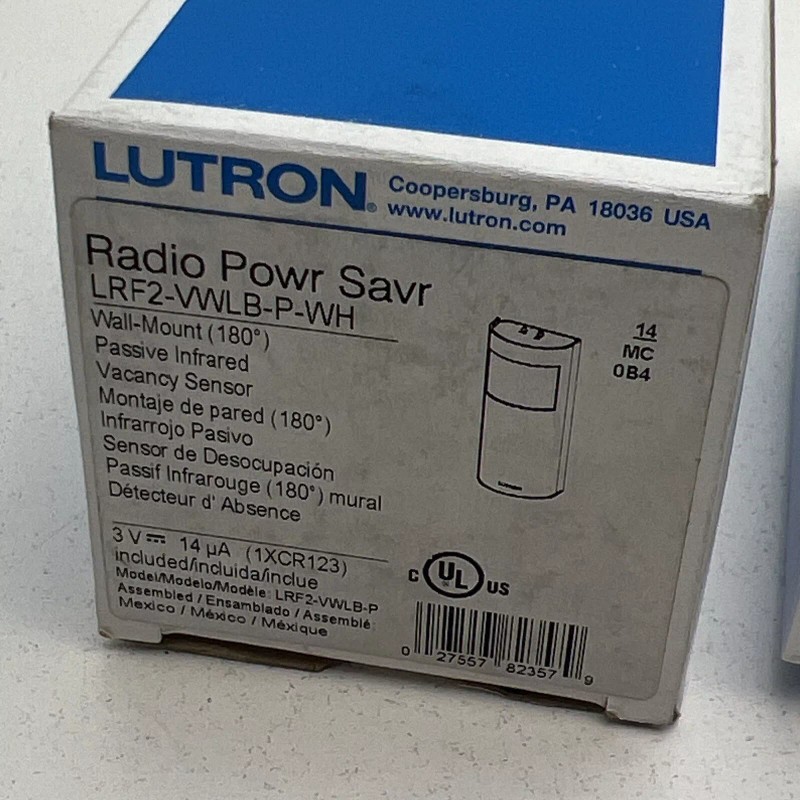 LUTRON® Coopersburg, PA 18036 USA
www.lutron.com
Radio Powr Savr
LRF2-VWLB-P-WH
Wall-Mount (180°)
Passive Infrared
Vacancy Sensor
Montaje de pared (180°)
Infrarrojo Pasivo
Sensor de Desocupación
Passif Infrarouge (180°) mural
Détecteur d' Absence
14
MC
0B4
LUTRON
3 V 14 µA (1XCR123)
included/incluida/inclue
Model/Modelo/Modèle: LRF2-VWLB-P
Assembled / Ensamblado / Assemblé:
Mexico / México / Méxique
C UL US
0 27557 82357 9